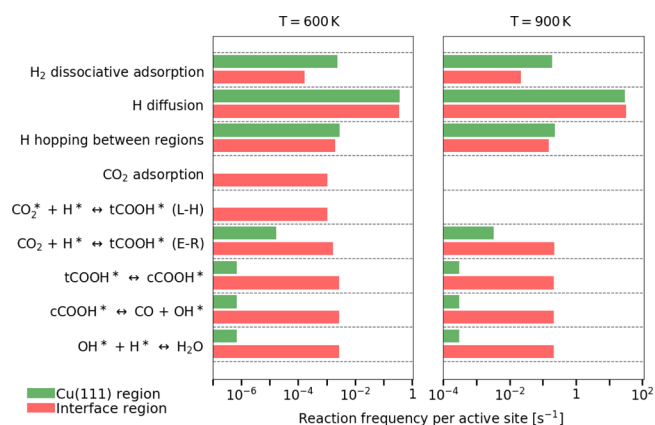 T = 600 K
T = 900 K
H₂ dissociative adsorption
H diffusion
H hopping between regions
CO₂ adsorption
CO₂* + H* ↔ tCOOH* (L-H)
CO₂ + H* ↔ tCOOH* (E-R)
tCOOH* ↔ cCOOH*
cCOOH* ↔ CO + OH*
OH* + H* ↔ H₂O
10⁻⁶ 10⁻⁴ 10⁻² 1
10⁻⁴ 10⁻² 1 10²
Cu(111) region
Interface region
Reaction frequency per active site [s⁻¹]